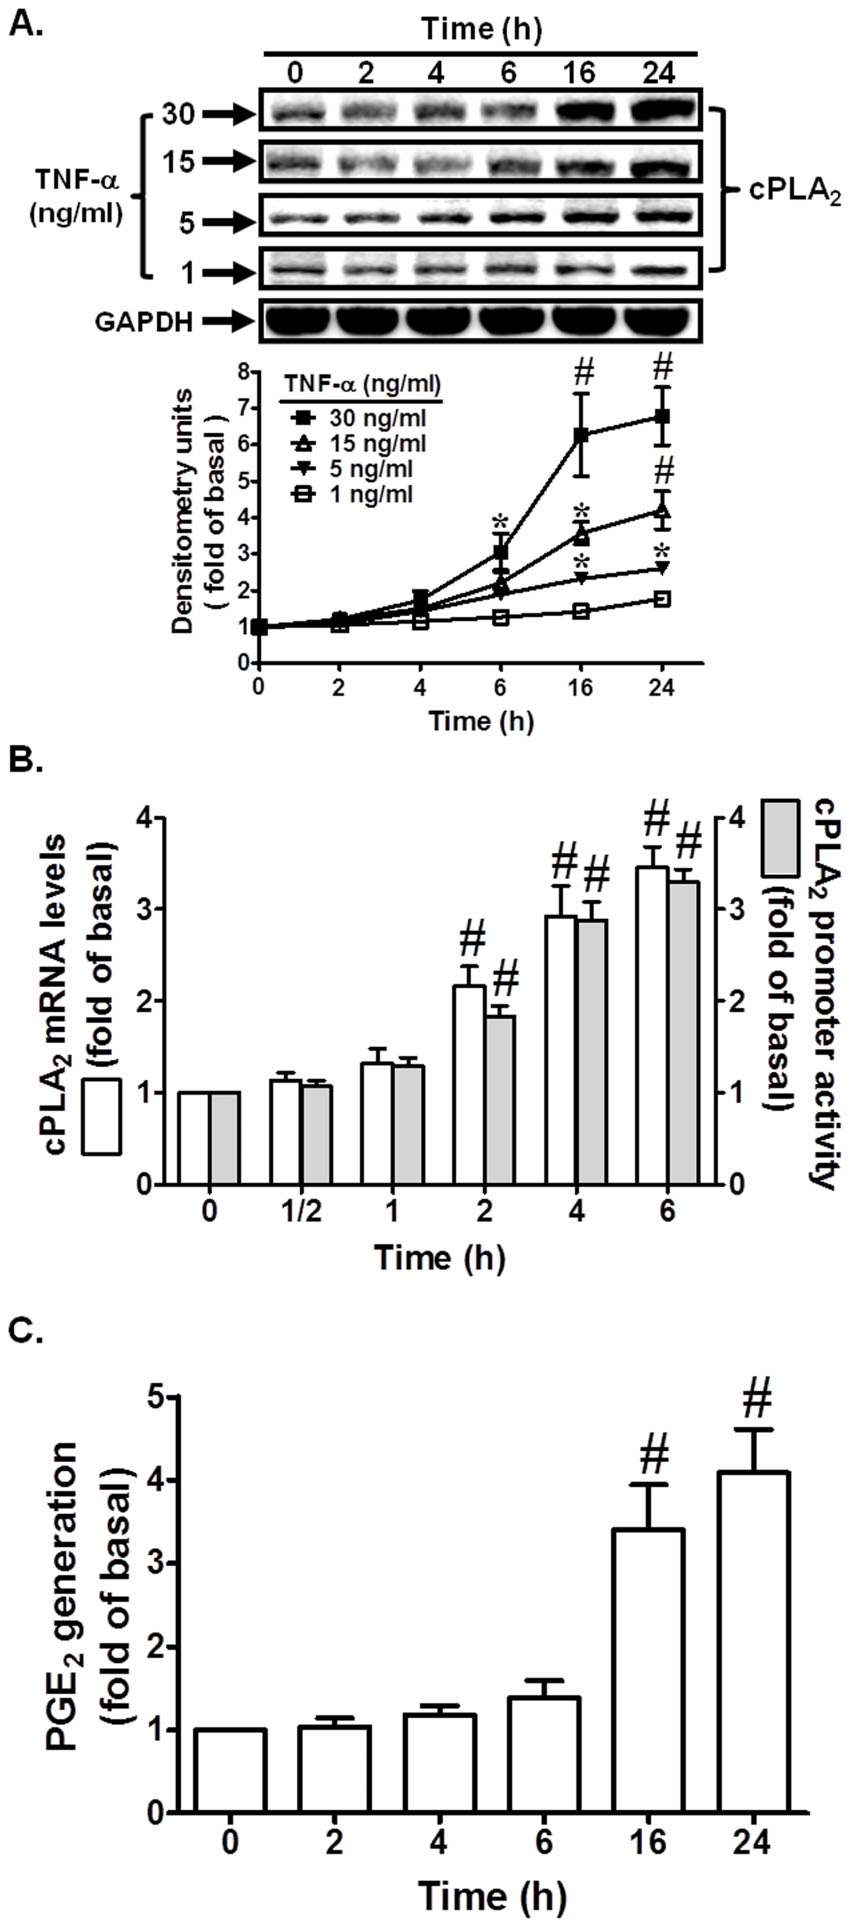 A.
Time (h)
0 2 4 6 16 24
30
15
5
1
TNF-α
(ng/ml)
cPLA2
GAPDH
8
7
6
5
4
3
2
1
0
Densitometry units
( fold of basal )
TNF-α (ng/ml)
30 ng/ml
15 ng/ml
5 ng/ml
1 ng/ml
# #
#
* *
* *
0 2 4 6 16 24
Time (h)
B.
cPLA2 mRNA levels
(fold of basal)
4
3
2
1
0
# # # # # #
4
3
2
1
0
cPLA2 promoter activity
(fold of basal)
0 1/2 1 2 4 6
Time (h)
C.
PGE2 generation
(fold of basal)
5
4
3
2
1
0
# #
0 2 4 6 16 24
Time (h)